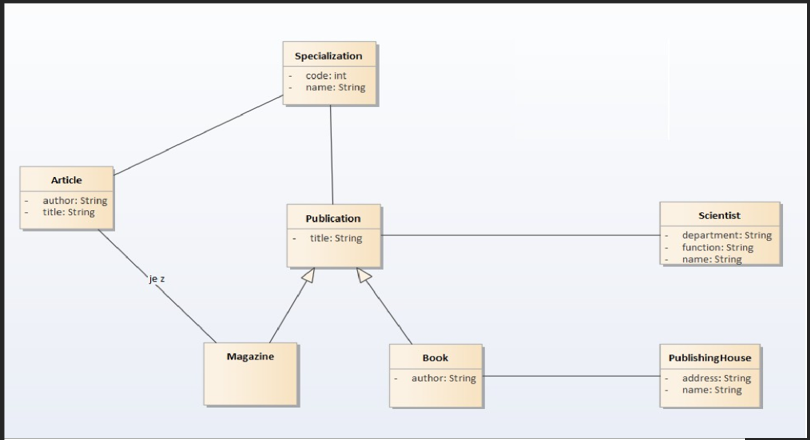 Specialization
- code: int
- name: String
Article
- author: String
- title: String
Publication
- title: String
Scientist
- department: String
- function: String
- name: String
je z
Magazine
Book
- author: String
PublishingHouse
- address: String
- name: String